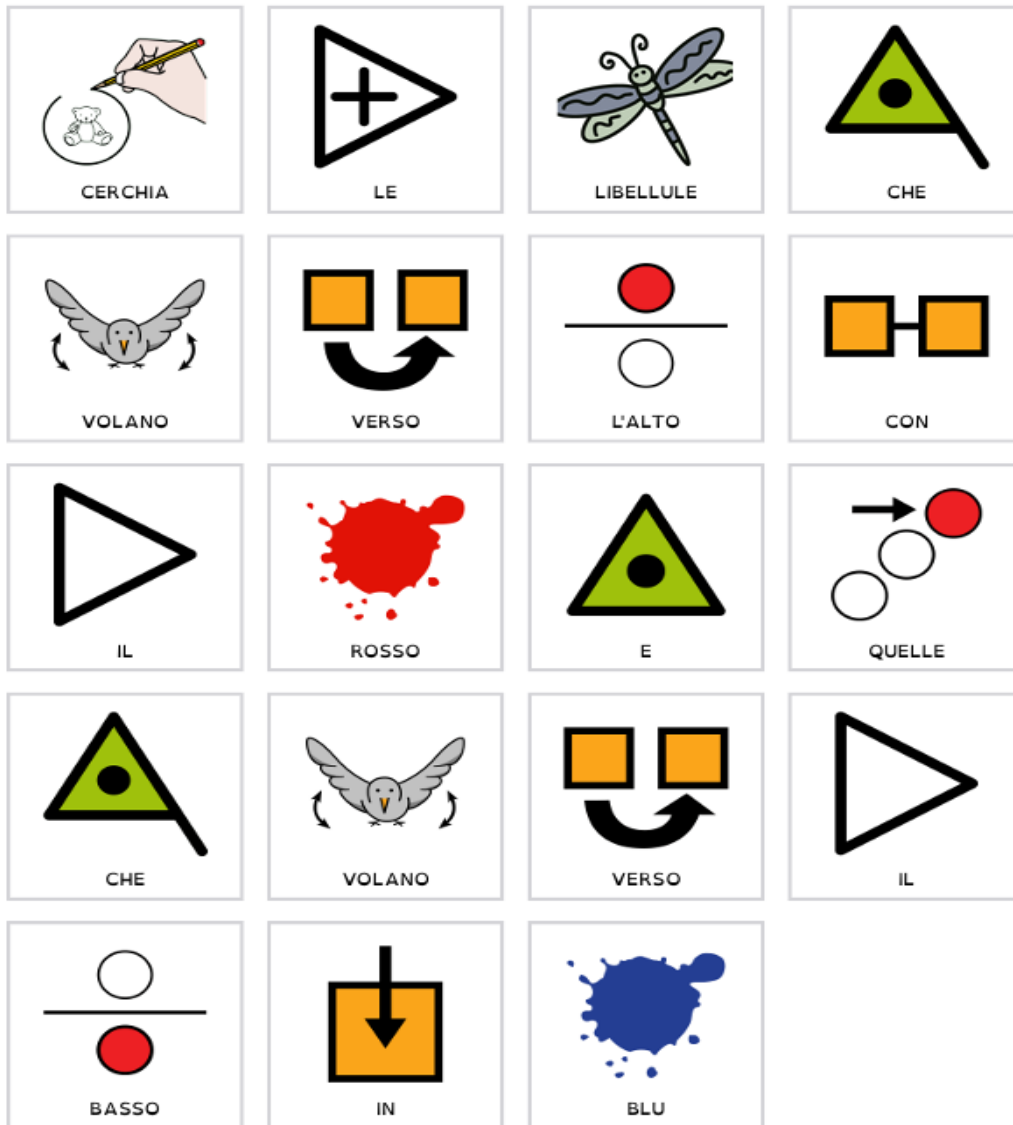 CERCHIA LE LIBELLULE CHE
VOLANO VERSO L'ALTO CON
IL ROSSO E QUELLE
CHE VOLANO VERSO IL
BASSO IN BLU